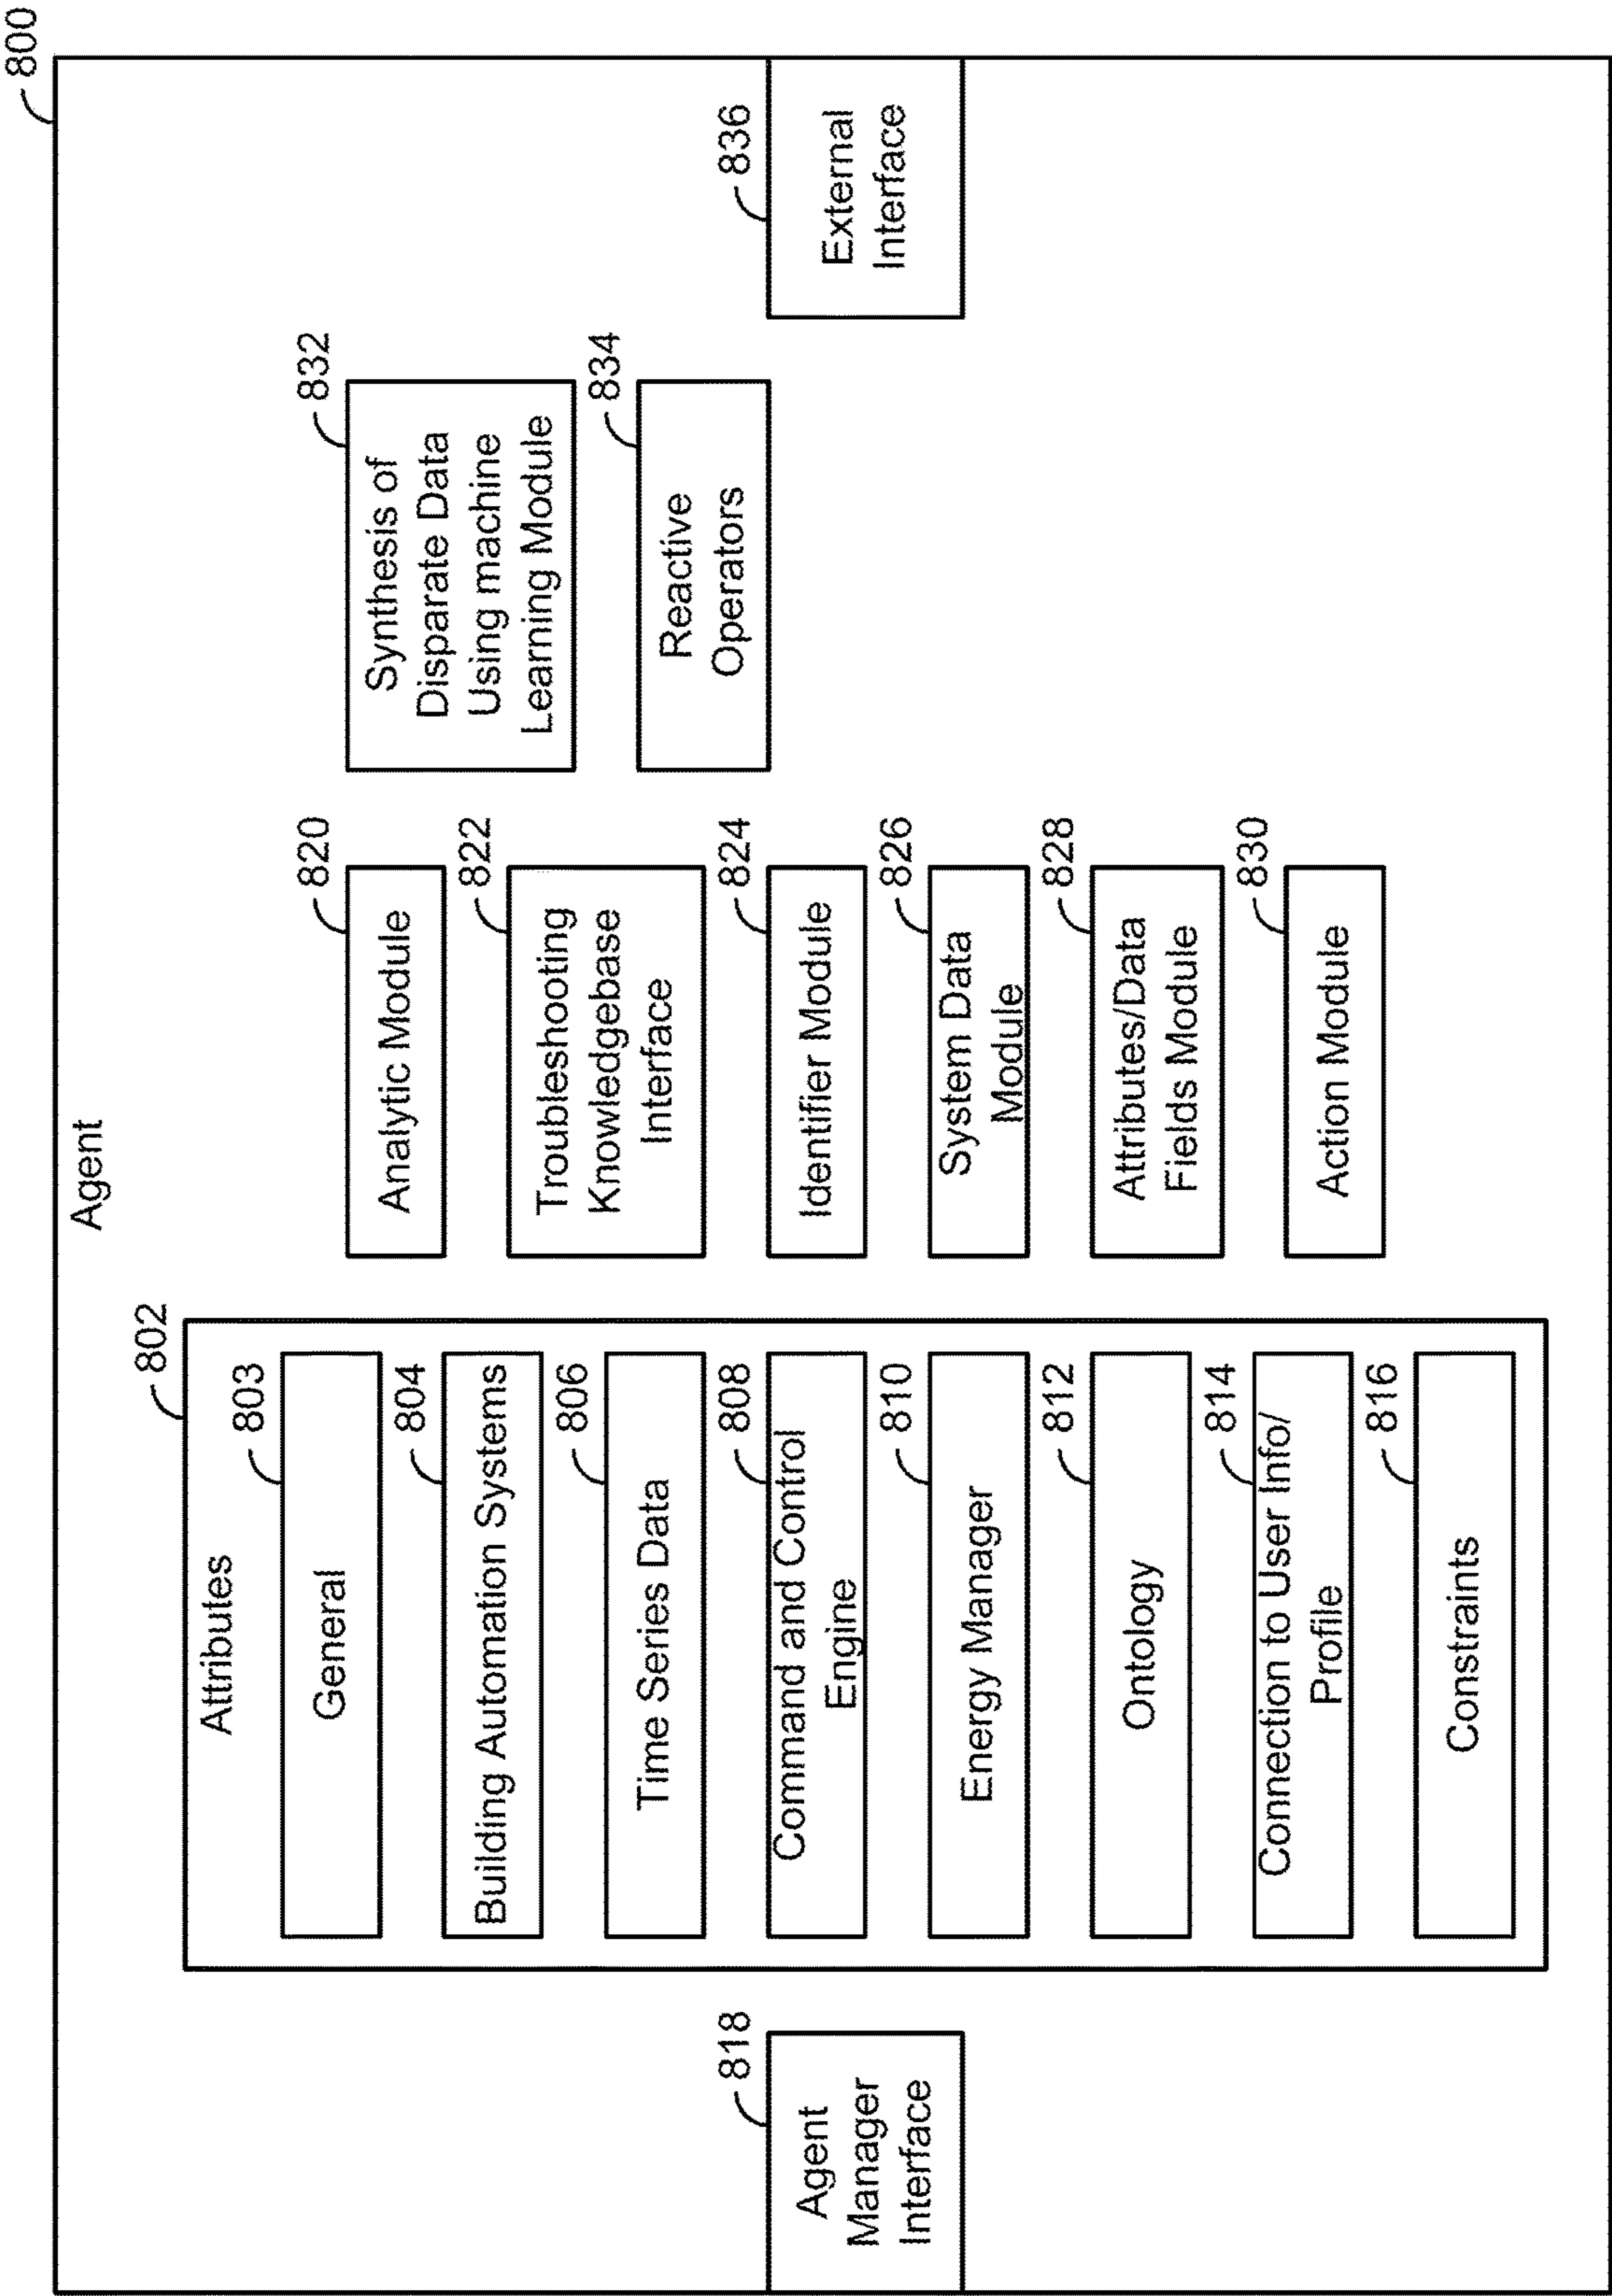 800
Agent
818
Agent
Manager
Interface
802
Attributes
803
General
804
Building Automation Systems
806
Time Series Data
808
Command and Control
Engine
810
Energy Manager
812
Ontology
814
Connection to User Info/
Profile
816
Constraints
820
Analytic Module
822
Troubleshooting
Knowledgebase
Interface
824
Identifier Module
826
System Data
Module
828
Attributes/Data
Fields Module
830
Action Module
832
Synthesis of
Disparate Data
Using machine
Learning Module
834
Reactive
Operators
836
External
Interface